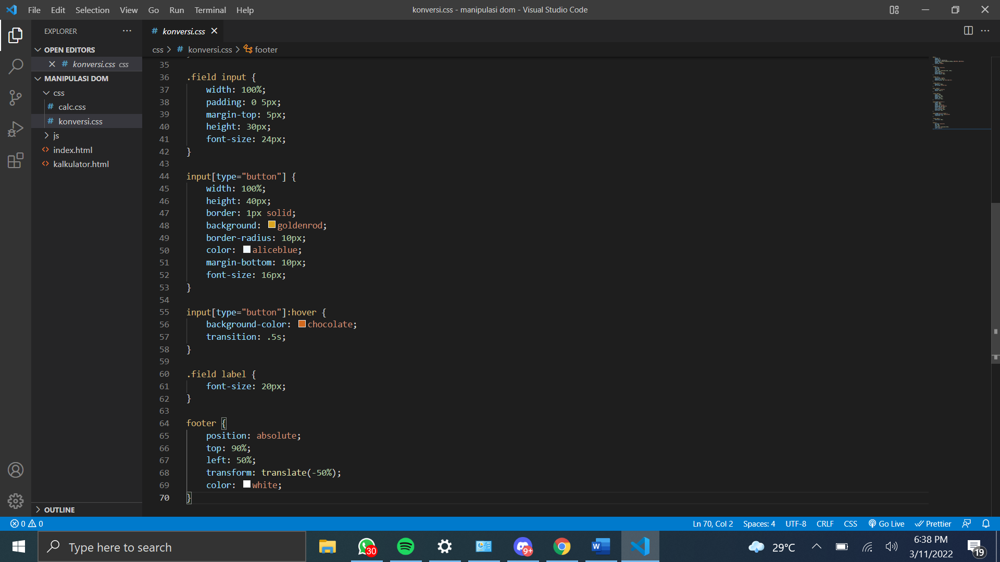 File Edit Selection View Go Run Terminal Help
konversi.css - manipulasi dom - Visual Studio Code
EXPLORER
OPEN EDITORS
# konversi.css css
MANIPULASI DOM
css
# calc.css
# konversi.css
js
<> index.html
<> kalkulator.html
OUTLINE
# konversi.css
css > # konversi.css > footer
35
36 .field input {
37 width: 100%;
38 padding: 0 5px;
39 margin-top: 5px;
40 height: 30px;
41 font-size: 24px;
42 }
43
44 input[type="button"] {
45 width: 100%;
46 height: 40px;
47 border: 1px solid;
48 background: goldenrod;
49 border-radius: 10px;
50 color: aliceblue;
51 margin-bottom: 10px;
52 font-size: 16px;
53 }
54
55 input[type="button"]:hover {
56 background-color: chocolate;
57 transition: .5s;
58 }
59
60 .field label {
61 font-size: 20px;
62 }
63
64 footer {
65 position: absolute;
66 top: 90%;
67 left: 50%;
68 transform: translate(-50%);
69 color: white;
70 }
0 0
Ln 70, Col 2 Spaces: 4 UTF-8 CRLF CSS Go Live Prettier
Type here to search
30
9+
W
29°C
6:38 PM
3/11/2022
19